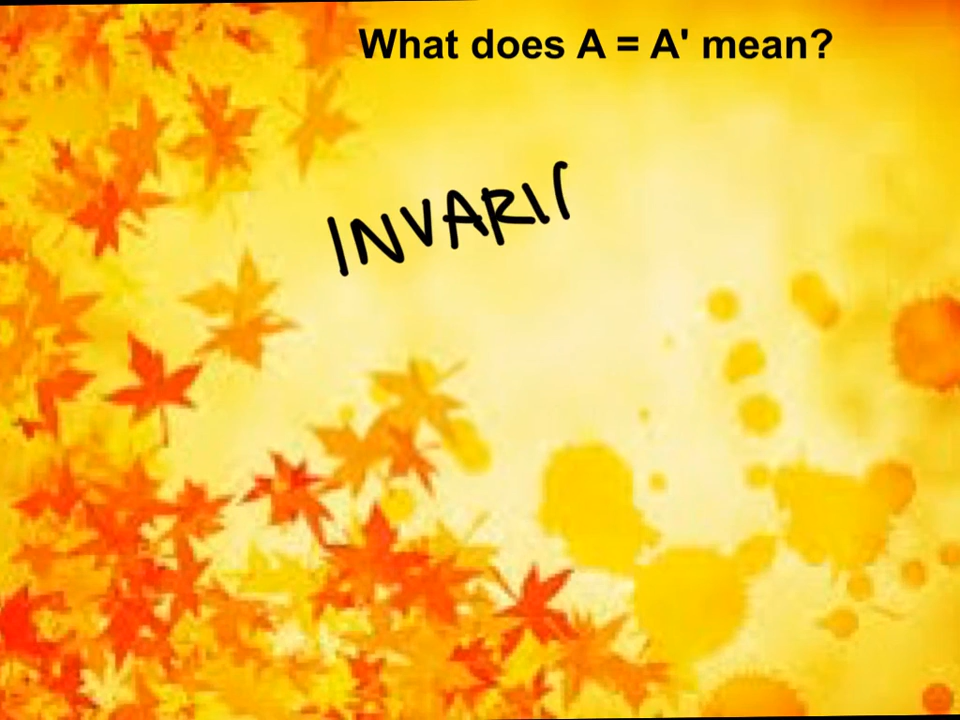 What does A = A' mean?
INVARI